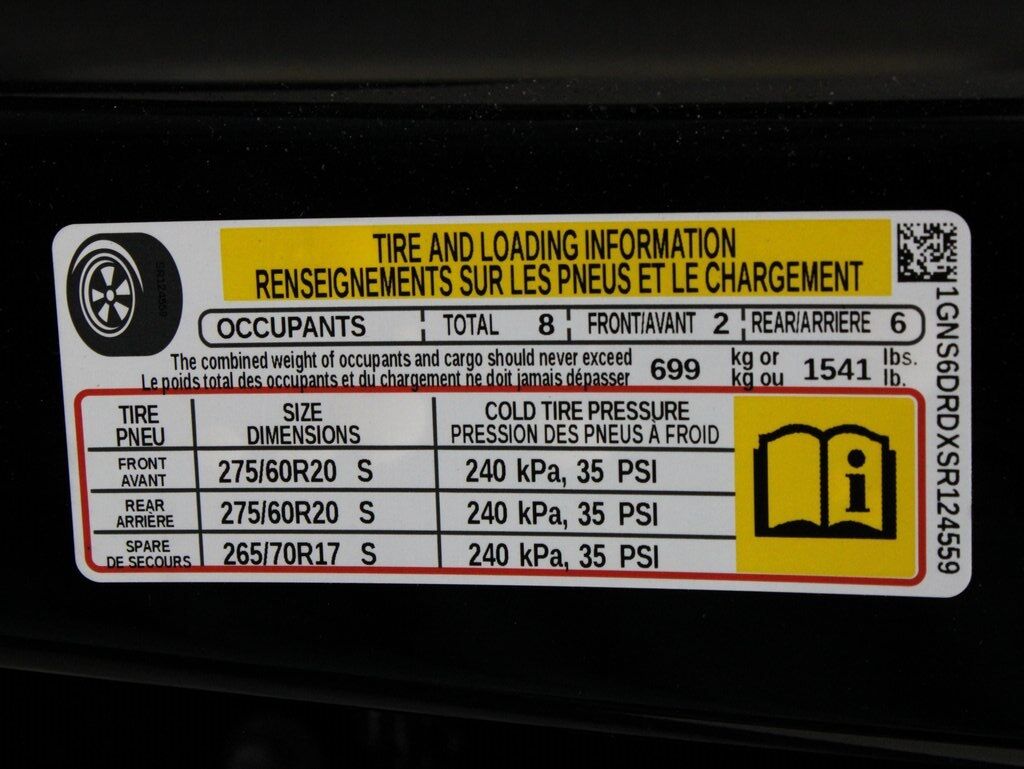 TIRE AND LOADING INFORMATION
RENSEIGNEMENTS SUR LES PNEUS ET LE CHARGEMENT
OCCUPANTS TOTAL 8 FRONT/AVANT 2 REAR/ARRIERE 6
The combined weight of occupants and cargo should never exceed 699 kg or 1541 lbs.
Le poids total des occupants et du chargement ne doit jamais dépasser kg ou lb.
TIRE SIZE COLD TIRE PRESSURE
PNEU DIMENSIONS PRESSION DES PNEUS À FROID
FRONT
AVANT 275/60R20 S 240 kPa, 35 PSI
REAR
ARRIÈRE 275/60R20 S 240 kPa, 35 PSI
SPARE
DE SECOURS 265/70R17 S 240 kPa, 35 PSI
i
1GNS6DRDXSR124559
SR124559